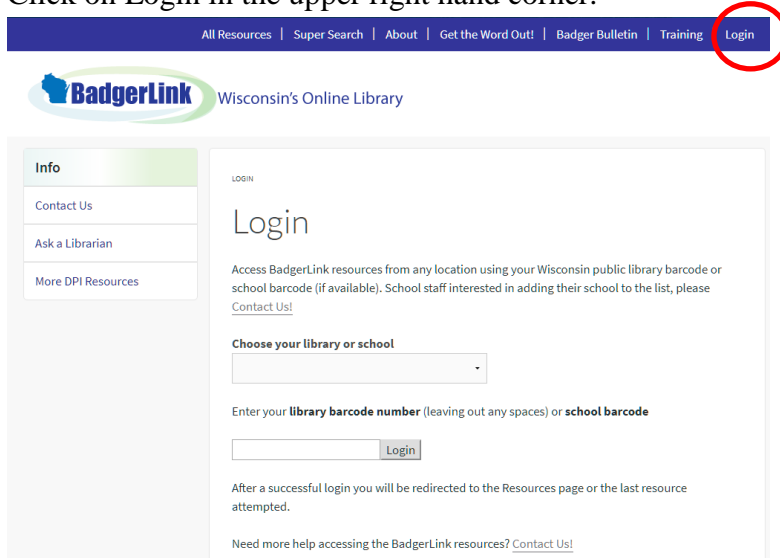 Click on Login in the upper right hand corner.
All Resources | Super Search | About | Get the Word Out! | Badger Bulletin | Training Login
BadgerLink Wisconsin's Online Library
Info
Contact Us
Ask a Librarian
More DPI Resources
LOGIN
Login
Access BadgerLink resources from any location using your Wisconsin public library barcode or
school barcode (if available). School staff interested in adding their school to the list, please
Contact Us!
Choose your library or school
Enter your library barcode number (leaving out any spaces) or school barcode
Login
After a successful login you will be redirected to the Resources page or the last resource
attempted.
Need more help accessing the BadgerLink resources? Contact Us!